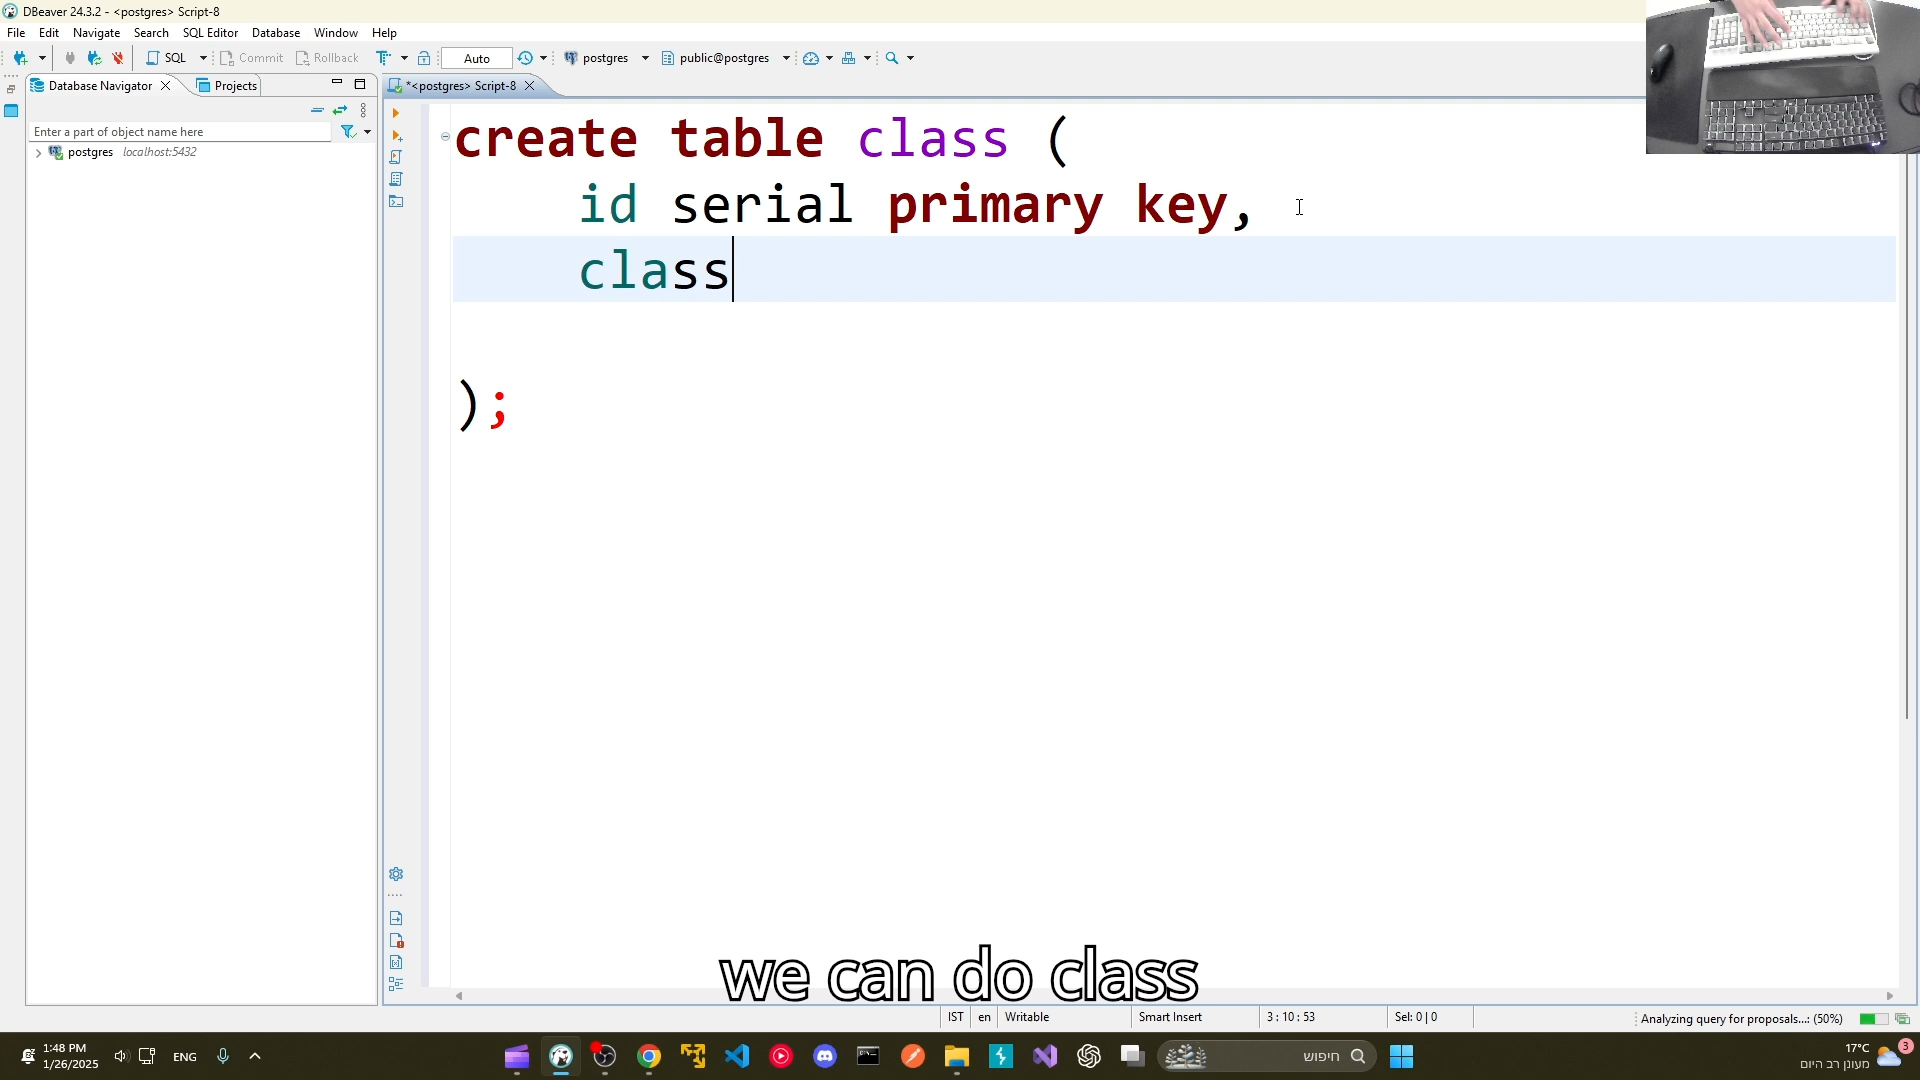 DBeaver 24.3.2 - <postgres> Script-8
File Edit Navigate Search SQL Editor Database Window Help
SQL Commit Rollback Auto postgres public@postgres
Database Navigator Projects
*<postgres> Script-8
Enter a part of object name here
postgres localhost:5432
create table class (
id serial primary key,
class
);
we can do class
IST en Writable Smart Insert 3 : 10 : 53 Sel: 0 | 0 Analyzing query for proposals...: (50%)
1:48 PM
1/26/2025
ENG
חיפוש
17°C
מעונן רב היום
3